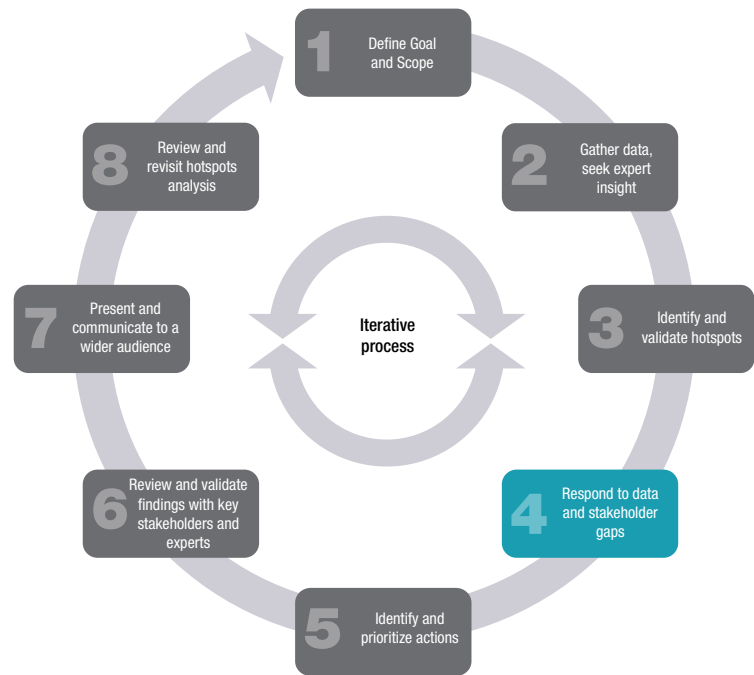 1
Define Goal
and Scope
2
Gather data,
seek expert
insight
3
Identify and
validate hotspots
4
Respond to data
and stakeholder
gaps
5
Identify and
prioritize actions
6
Review and validate
findings with key
stakeholders and
experts
7
Present and
communicate to a
wider audience
8
Review and
revisit hotspots
analysis
Iterative
process